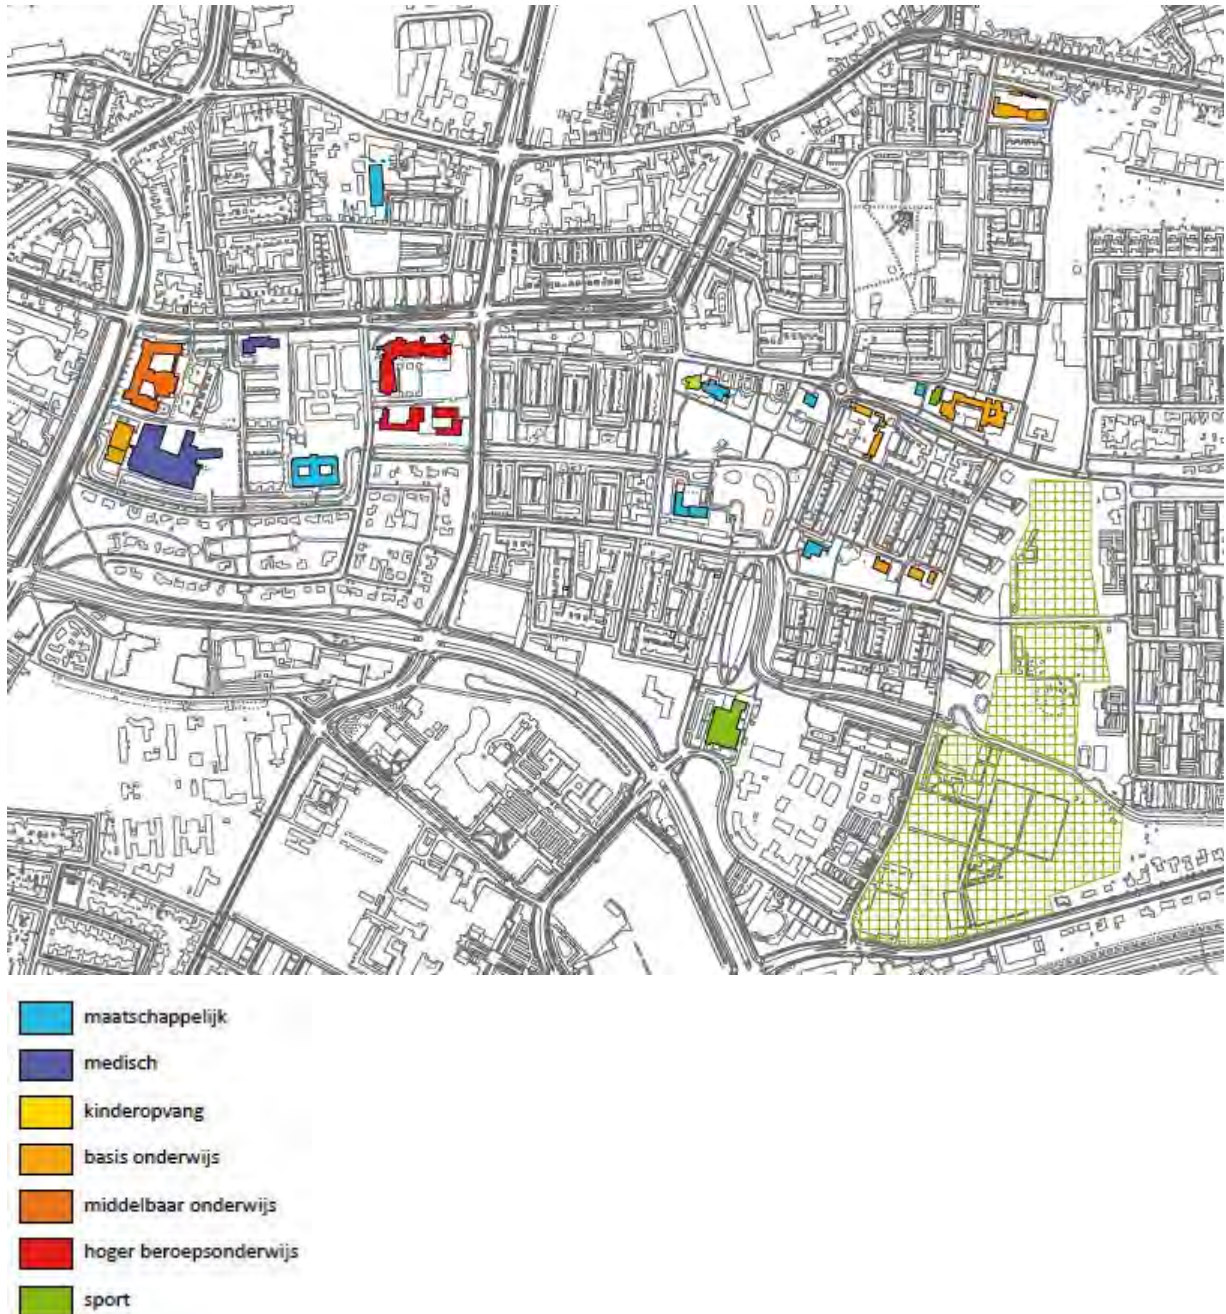 maatschappelijk
medisch
kinderopvang
basis onderwijs
middelbaar onderwijs
hoger beroepsonderwijs
sport